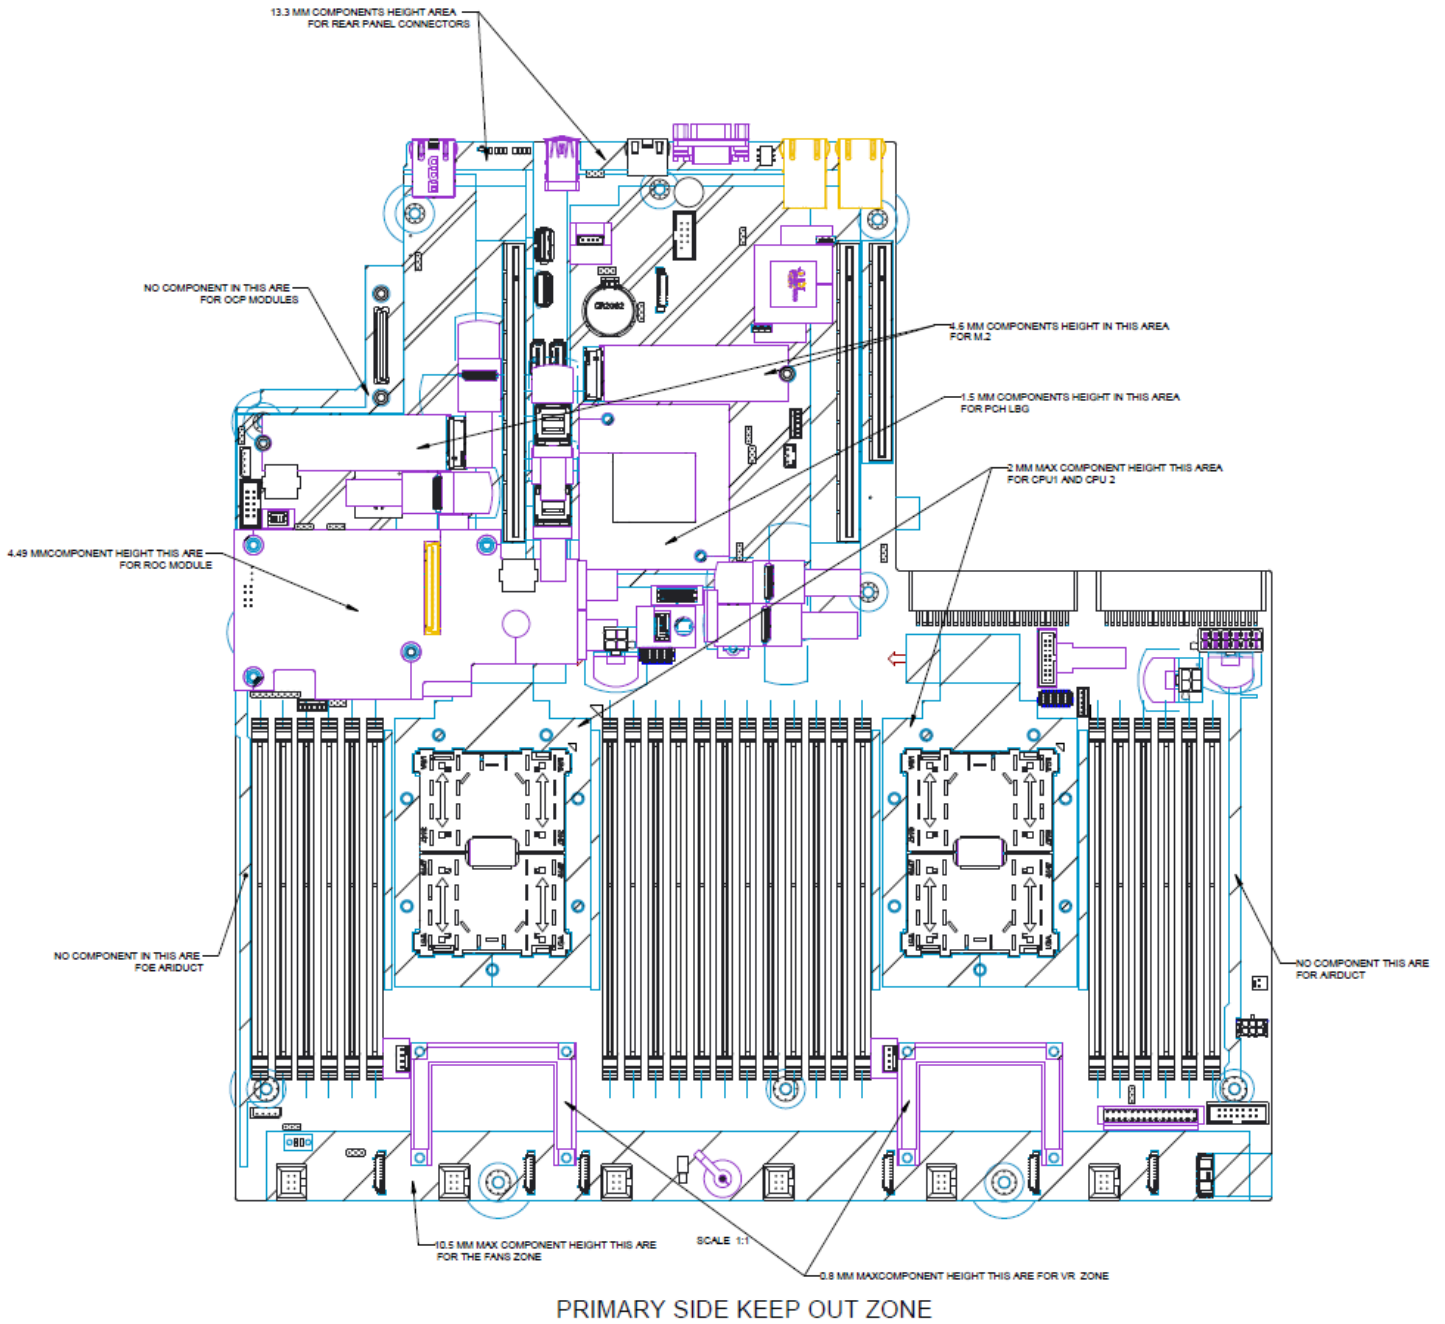 13.3 MM COMPONENTS HEIGHT AREA
FOR REAR PANEL CONNECTORS
NO COMPONENT IN THIS ARE
FOR OCP MODULES
CR2032
4.5 MM COMPONENTS HEIGHT IN THIS AREA
FOR M.2
1.5 MM COMPONENTS HEIGHT IN THIS AREA
FOR PCH LBG
2 MM MAX COMPONENT HEIGHT THIS AREA
FOR CPU1 AND CPU 2
4.49 MMCOMPONENT HEIGHT THIS ARE
FOR ROC MODULE
NO COMPONENT IN THIS ARE
FOE ARIDUCT
NO COMPONENT THIS ARE
FOR AIRDUCT
10.5 MM MAX COMPONENT HEIGHT THIS ARE
FOR THE FANS ZONE
SCALE 1:1
0.8 MM MAXCOMPONENT HEIGHT THIS ARE FOR VR ZONE
PRIMARY SIDE KEEP OUT ZONE